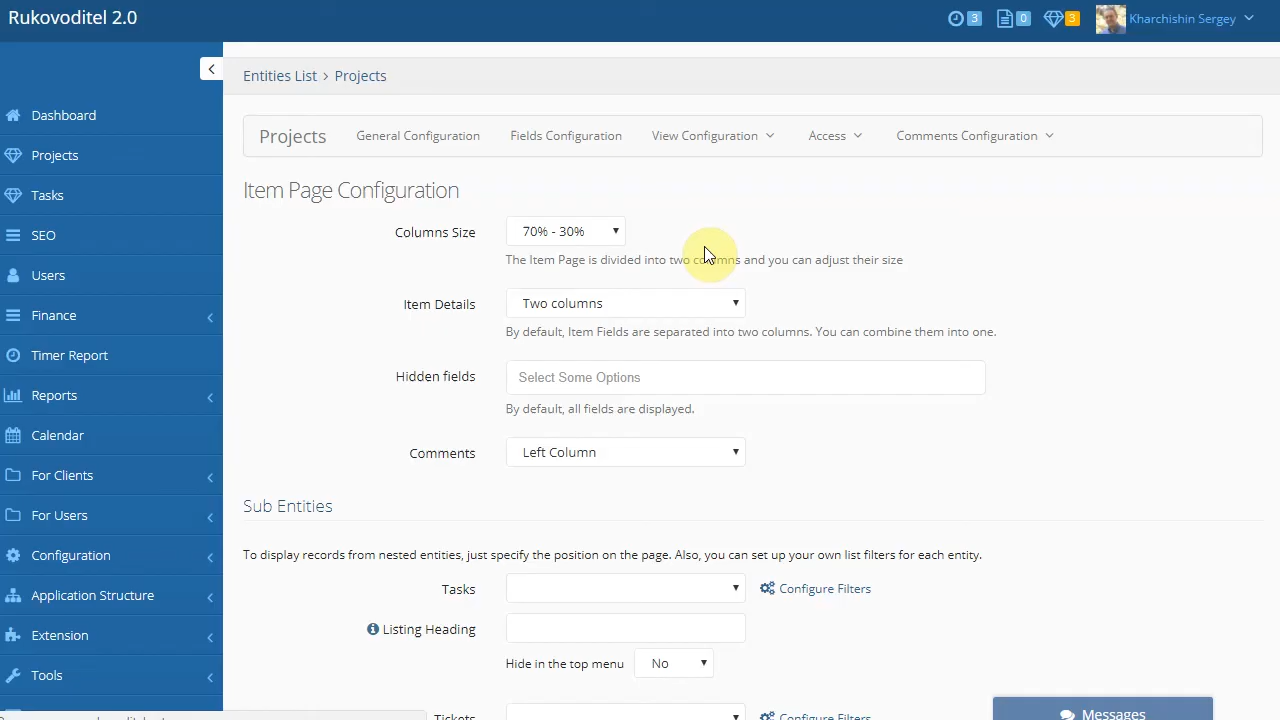 Rukovoditel 2.0
3
0
3
Kharchishin Sergey
Entities List > Projects
Dashboard
Projects
Tasks
SEO
Users
Finance
Timer Report
Reports
Calendar
For Clients
For Users
Configuration
Application Structure
Extension
Tools
Projects General Configuration Fields Configuration View Configuration Access Comments Configuration
Item Page Configuration
Columns Size 70% - 30%
The Item Page is divided into two columns and you can adjust their size
Item Details Two columns
By default, Item Fields are separated into two columns. You can combine them into one.
Hidden fields Select Some Options
By default, all fields are displayed.
Comments Left Column
Sub Entities
To display records from nested entities, just specify the position on the page. Also, you can set up your own list filters for each entity.
Tasks Configure Filters
Listing Heading
Hide in the top menu No
Tickets Configure Filters
Messages